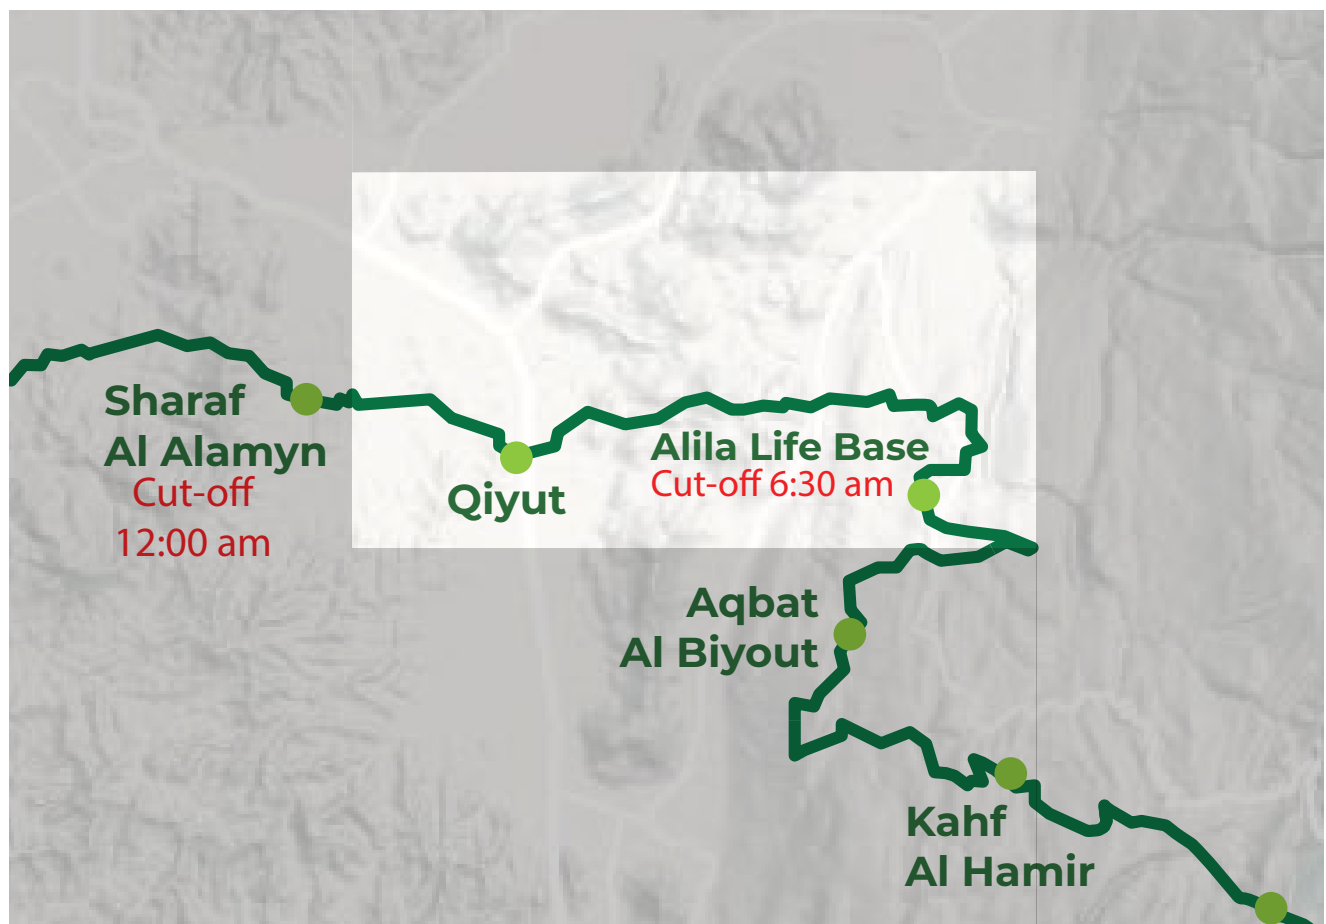 Sharaf
Al Alamyn
Cut-off
12:00 am
Qiyut
Alila Life Base
Cut-off 6:30 am
Aqbat
Al Biyout
Kahf
Al Hamir